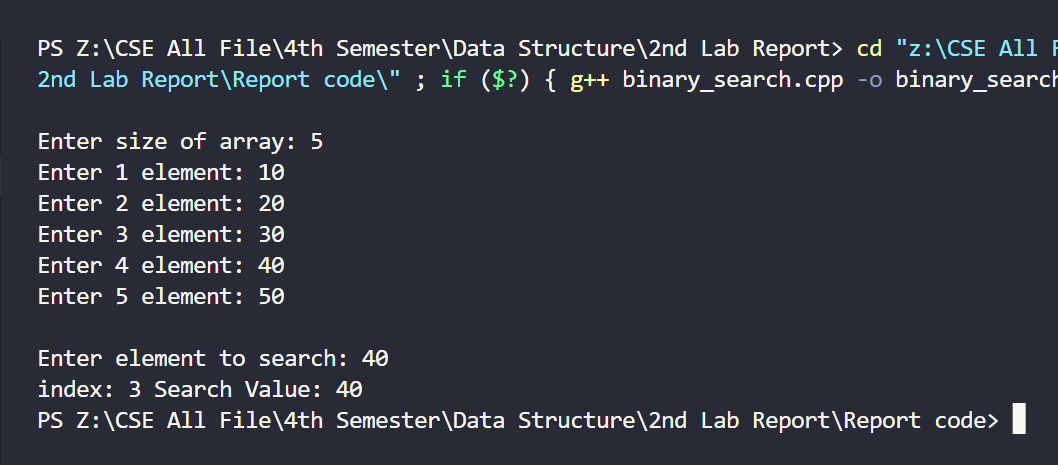 PS Z:\CSE All File\4th Semester\Data Structure\2nd Lab Report> cd "z:\CSE All
2nd Lab Report\Report code\" ; if ($?) { g++ binary_search.cpp -o binary_search
Enter size of array: 5
Enter 1 element: 10
Enter 2 element: 20
Enter 3 element: 30
Enter 4 element: 40
Enter 5 element: 50
Enter element to search: 40
index: 3 Search Value: 40
PS Z:\CSE All File\4th Semester\Data Structure\2nd Lab Report\Report code>